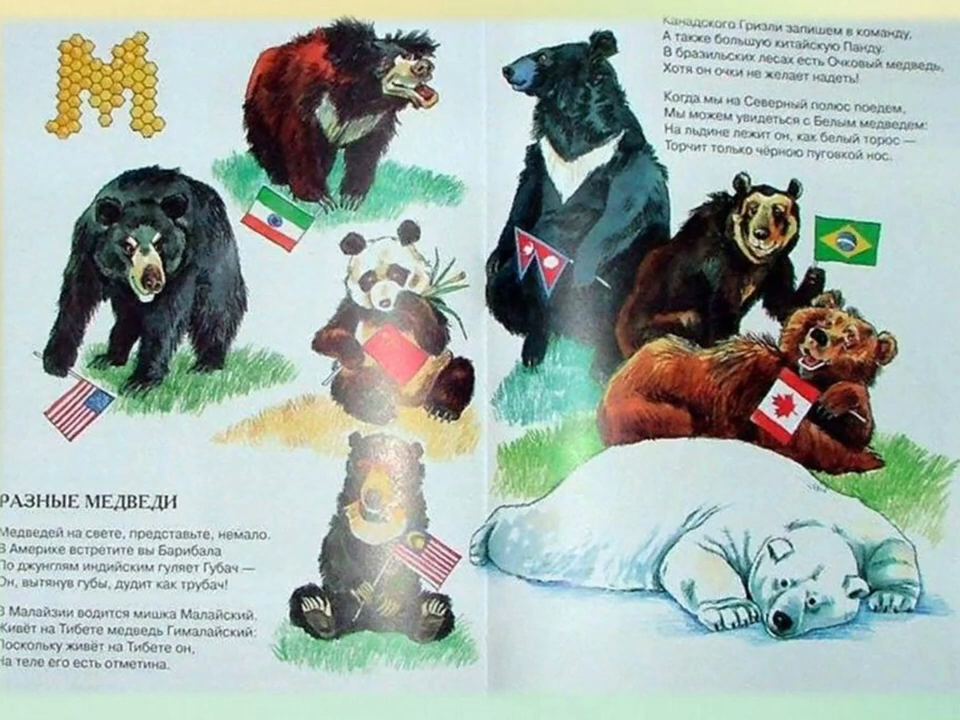 М
РАЗНЫЕ МЕДВЕДИ
Медведей на свете, представьте, немало.
В Америке встретите вы Барибала
По джунглям индийским гуляет Губач —
Он, вытянув губы, дудит как трубач!
В Малайзии водится мишка Малайский.
Живёт на Тибете медведь Гималайский:
Поскольку живёт на Тибете он,
На теле его есть отметина.
Канадского Гризли запишем в команду,
А также большую китайскую Панду.
В бразильских лесах есть Очковый медведь,
Хотя он очки не желает надеть!
Когда мы на Северный полюс поедем,
Мы можем увидеться с Белым медведем:
На льдине лежит он, как белый торос —
Торчит только чёрною пуговкой нос.